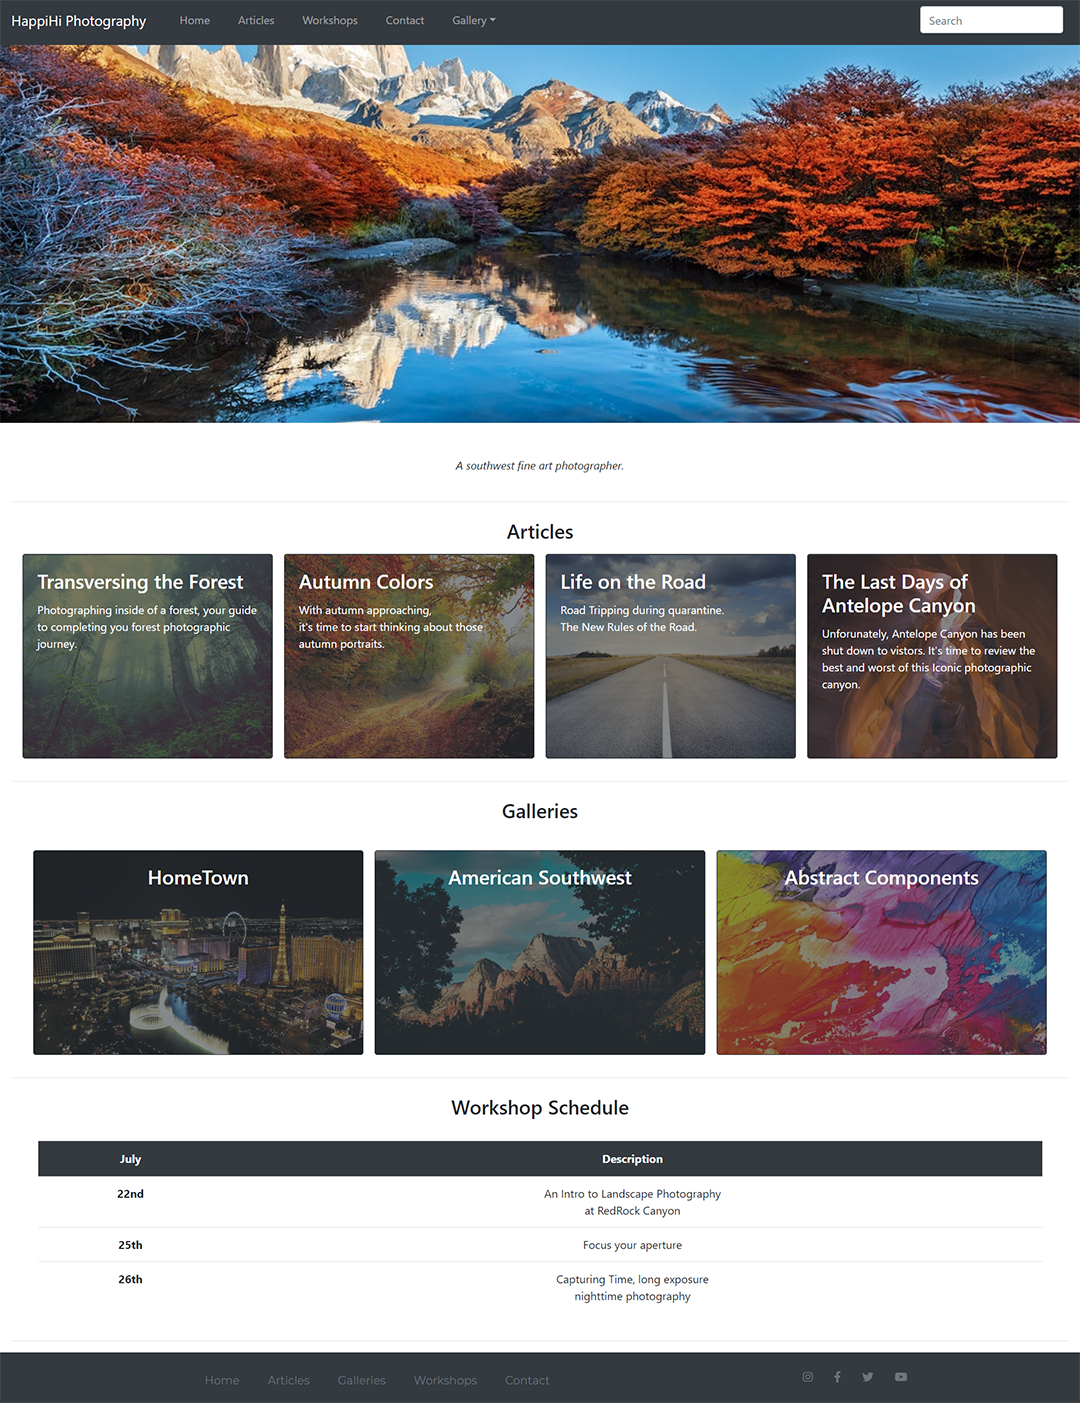 HappiHi Photography
Home
Articles
Workshops
Contact
Gallery
Search
A southwest fine art photographer.
Articles
Transversing the Forest
Photographing inside of a forest, your guide
to completing you forest photographic
journey.
Autumn Colors
With autumn approaching,
it's time to start thinking about those
autumn portraits.
Life on the Road
Road Tripping during quarantine.
The New Rules of the Road.
The Last Days of
Antelope Canyon
Unforunately, Antelope Canyon has been
shut down to vistors. It's time to review the
best and worst of this Iconic photographic
canyon.
Galleries
HomeTown
American Southwest
Abstract Components
Workshop Schedule
July
Description
22nd
An Intro to Landscape Photography
at RedRock Canyon
25th
Focus your aperture
26th
Capturing Time, long exposure
nighttime photography
Home
Articles
Galleries
Workshops
Contact